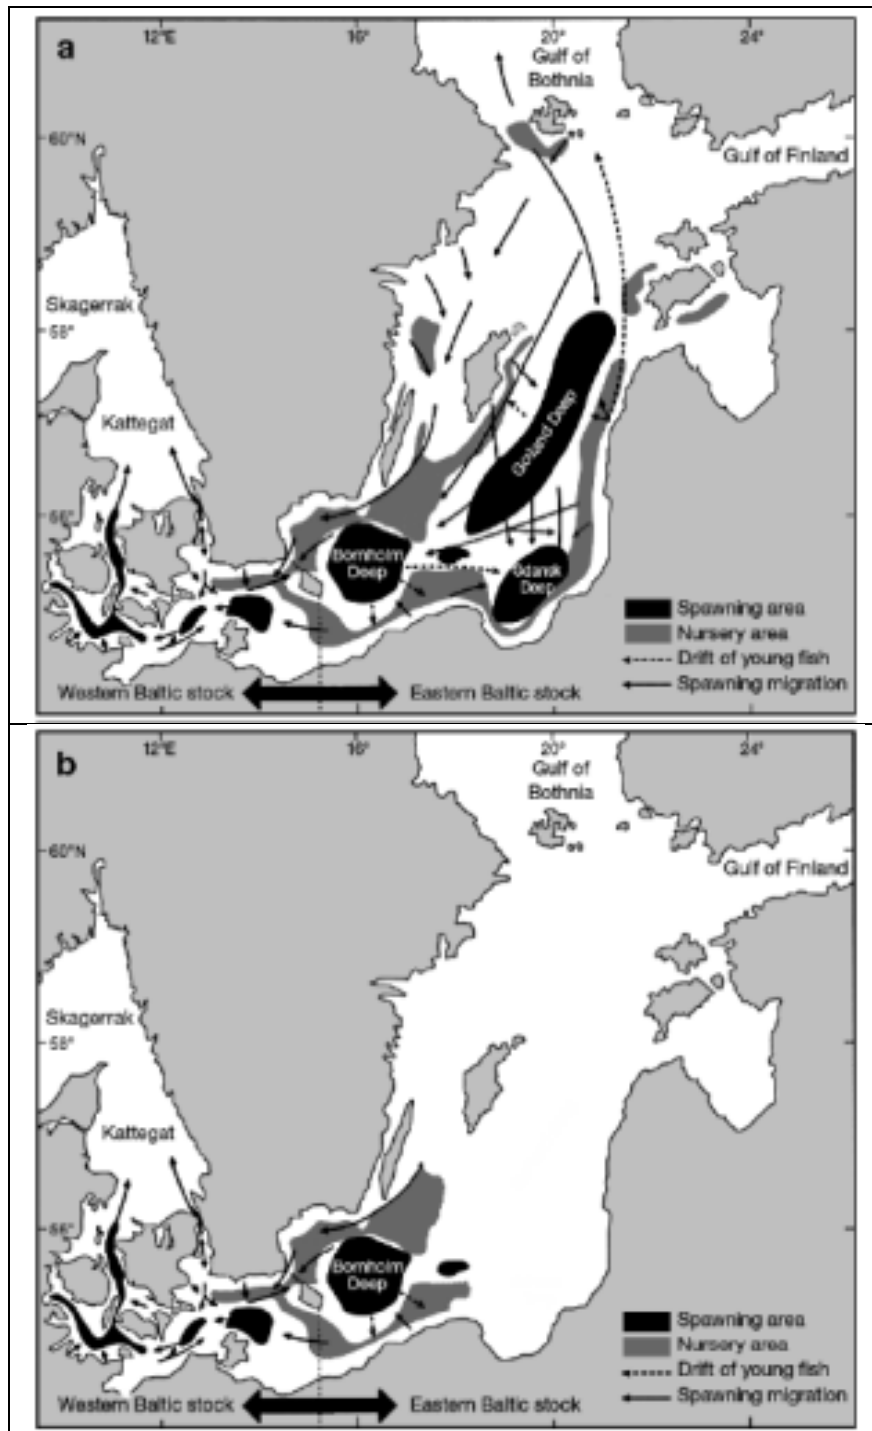 a
12°E
16°
20°
24°
Gulf of
Bothnia
60°N
Gulf of Finland
Skagerrak
58°
Kattegat
Gotland Deep
56°
Bornholm
Deep
Gdansk
Deep
Spawning area
Nursery area
Drift of young fish
Spawning migration
Western Baltic stock
Eastern Baltic stock
b
12°E
16°
20°
24°
Gulf of
Bothnia
60°N
Gulf of Finland
Skagerrak
58°
Kattegat
56°
Bornholm
Deep
Spawning area
Nursery area
Drift of young fish
Spawning migration
Western Baltic stock
Eastern Baltic stock